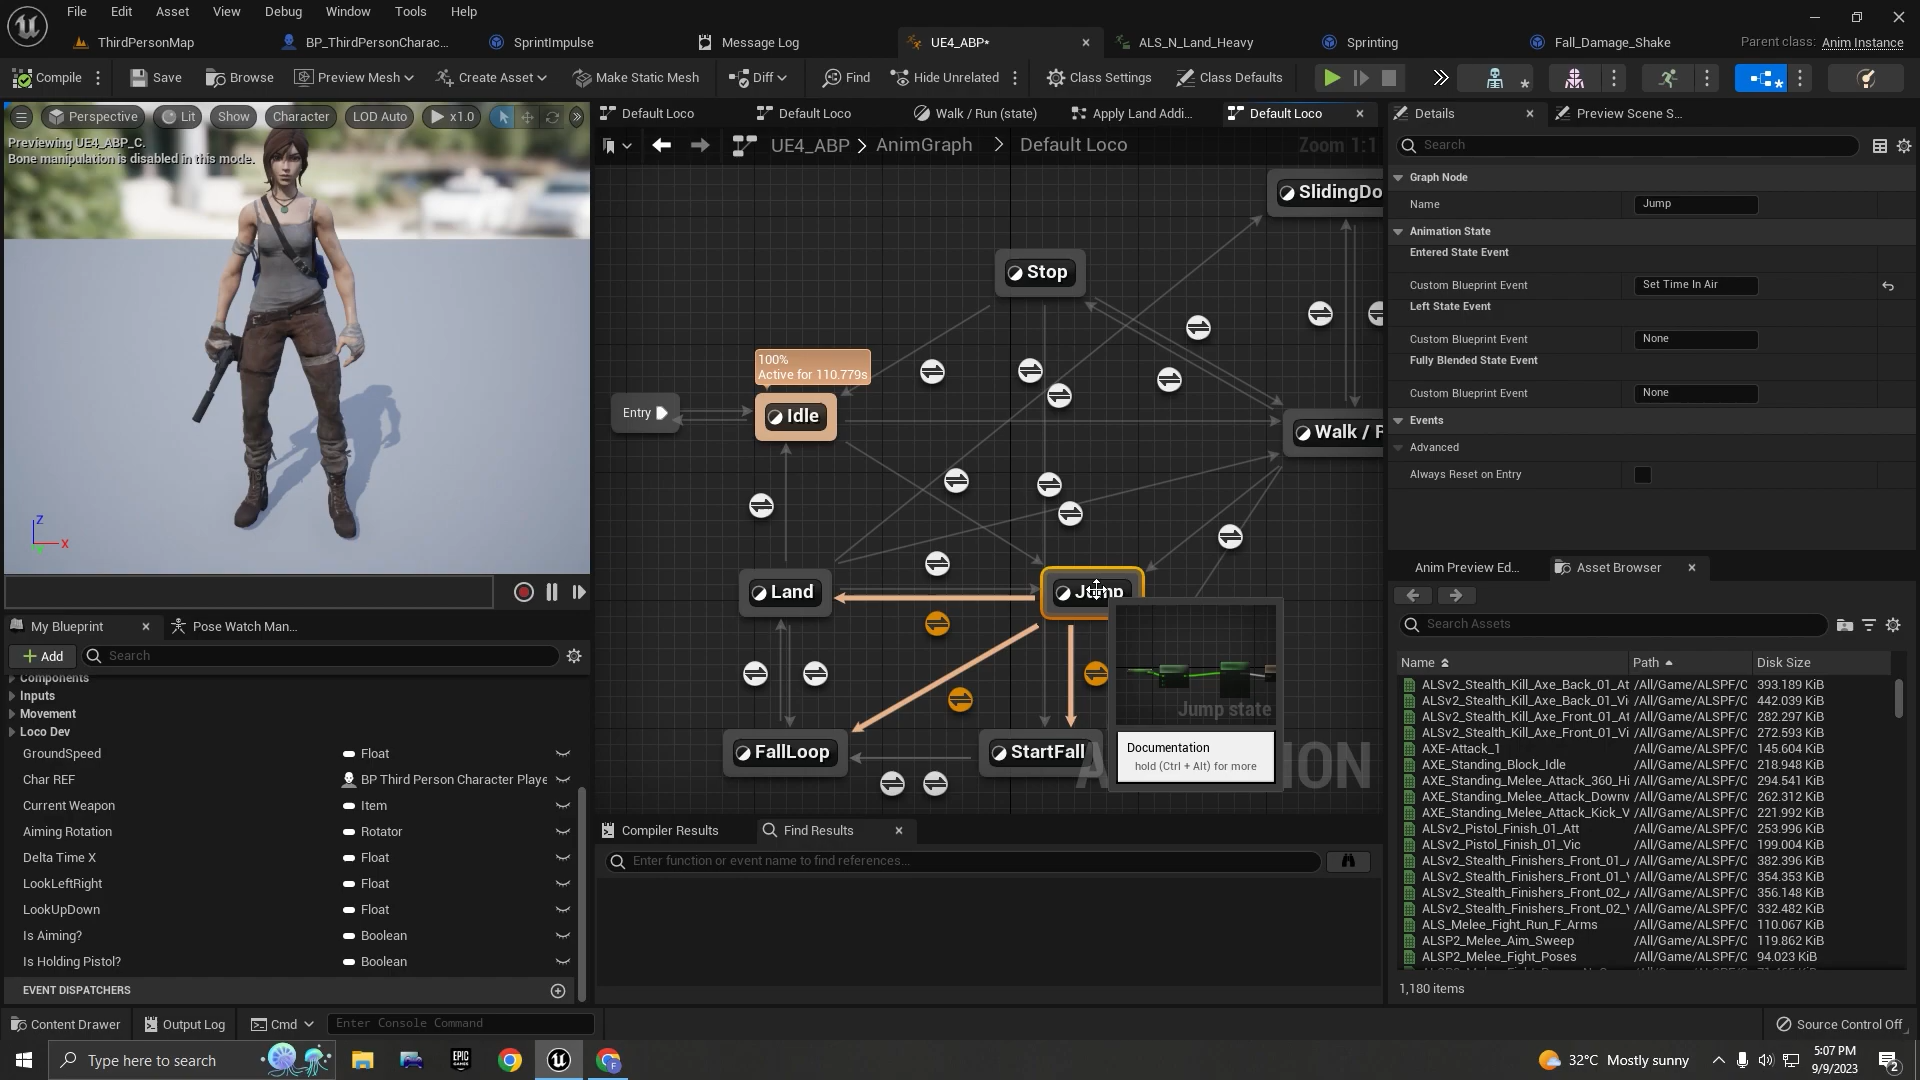 File Edit Asset View Debug Window Tools Help
ThirdPersonMap
BP_ThirdPersonCharac...
SprintImpulse
Message Log
UE4_ABP*
ALS_N_Land_Heavy
Sprinting
Fall_Damage_Shake
Parent class: Anim Instance
Compile
Save
Browse
Preview Mesh
Create Asset
Make Static Mesh
Diff
Find
Hide Unrelated
Class Settings
Class Defaults
Perspective
Lit
Show
Character
LOD Auto
x1.0
Previewing UE4_ABP_C.
Bone manipulation is disabled in this mode.
Z
X
Default Loco
Default Loco
Walk / Run (state)
Apply Land Addi...
Default Loco
UE4_ABP > AnimGraph > Default Loco
Zoom 1:1
SlidingDo
Stop
100%
Active for 110.779s
Entry
Idle
Walk / R
Land
Jump
FallLoop
StartFall
Jump state
Documentation
hold (Ctrl + Alt) for more
Details
Preview Scene S...
Search
Graph Node
Name
Jump
Animation State
Entered State Event
Custom Blueprint Event
Set Time In Air
Left State Event
Custom Blueprint Event
None
Fully Blended State Event
Custom Blueprint Event
None
Events
Advanced
Always Reset on Entry
My Blueprint
Pose Watch Man...
Add
Search
Components
Inputs
Movement
Loco Dev
GroundSpeed Float
Char REF BP Third Person Character Playe
Current Weapon Item
Aiming Rotation Rotator
Delta Time X Float
LookLeftRight Float
LookUpDown Float
Is Aiming? Boolean
Is Holding Pistol? Boolean
EVENT DISPATCHERS
Compiler Results
Find Results
Enter function or event name to find references...
Anim Preview Ed...
Asset Browser
Search Assets
Name Path Disk Size
ALSv2_Stealth_Kill_Axe_Back_01_At /All/Game/ALSPF/C 393.189 KiB
ALSv2_Stealth_Kill_Axe_Back_01_Vi /All/Game/ALSPF/C 442.039 KiB
ALSv2_Stealth_Kill_Axe_Front_01_At /All/Game/ALSPF/C 282.297 KiB
ALSv2_Stealth_Kill_Axe_Front_01_Vi /All/Game/ALSPF/C 272.593 KiB
AXE-Attack_1 /All/Game/ALSPF/C 145.604 KiB
AXE_Standing_Block_Idle /All/Game/ALSPF/C 218.948 KiB
AXE_Standing_Melee_Attack_360_Hi /All/Game/ALSPF/C 294.541 KiB
AXE_Standing_Melee_Attack_Downw /All/Game/ALSPF/C 262.312 KiB
AXE_Standing_Melee_Attack_Kick_V /All/Game/ALSPF/C 221.992 KiB
ALSv2_Pistol_Finish_01_Att /All/Game/ALSPF/C 253.996 KiB
ALSv2_Pistol_Finish_01_Vic /All/Game/ALSPF/C 199.004 KiB
ALSv2_Stealth_Finishers_Front_01_A /All/Game/ALSPF/C 382.396 KiB
ALSv2_Stealth_Finishers_Front_01_V /All/Game/ALSPF/C 354.353 KiB
ALSv2_Stealth_Finishers_Front_02_A /All/Game/ALSPF/C 356.148 KiB
ALSv2_Stealth_Finishers_Front_02_V /All/Game/ALSPF/C 332.482 KiB
ALS_Melee_Fight_Run_F_Arms /All/Game/ALSPF/C 110.067 KiB
ALSP2_Melee_Aim_Sweep /All/Game/ALSPF/C 119.862 KiB
ALSP2_Melee_Fight_Poses /All/Game/ALSPF/C 94.023 KiB
1,180 items
Content Drawer
Output Log
Cmd
Enter Console Command
Source Control Off
Type here to search
EPIC GAMES
32°C Mostly sunny
5:07 PM
9/9/2023
2